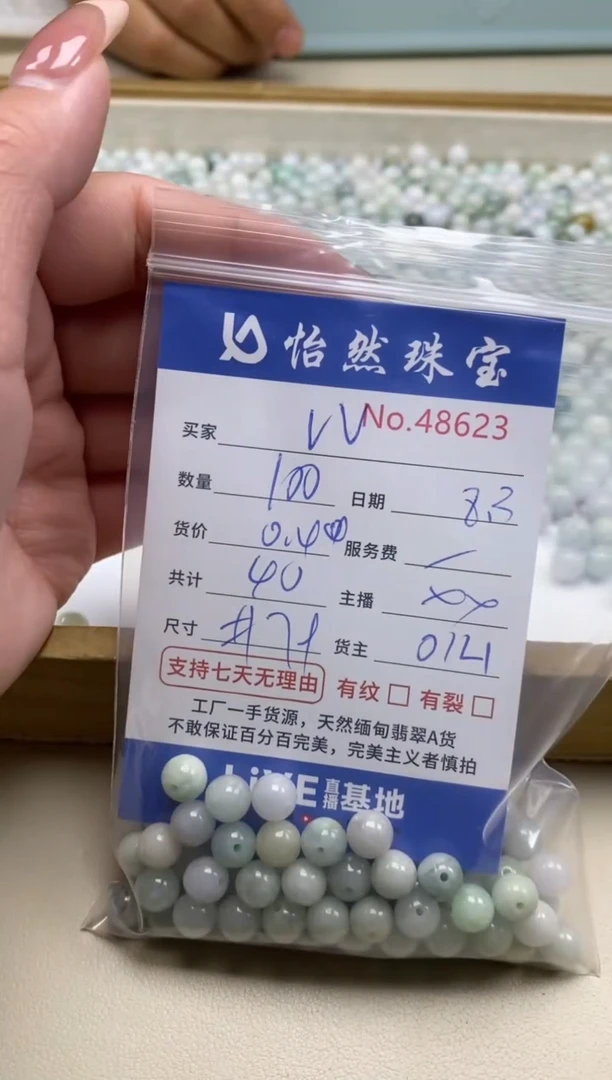 怡然珠宝
买家 VV No.48623
数量 100 日期 8.3
货价 0.40 服务费
共计 40 主播 xx
尺寸 货主
支持七天无理由 有纹 有裂
工厂一手货源，天然缅甸翡翠A货
不敢保证百分百完美，完美主义者慎拍
LiVE直播基地